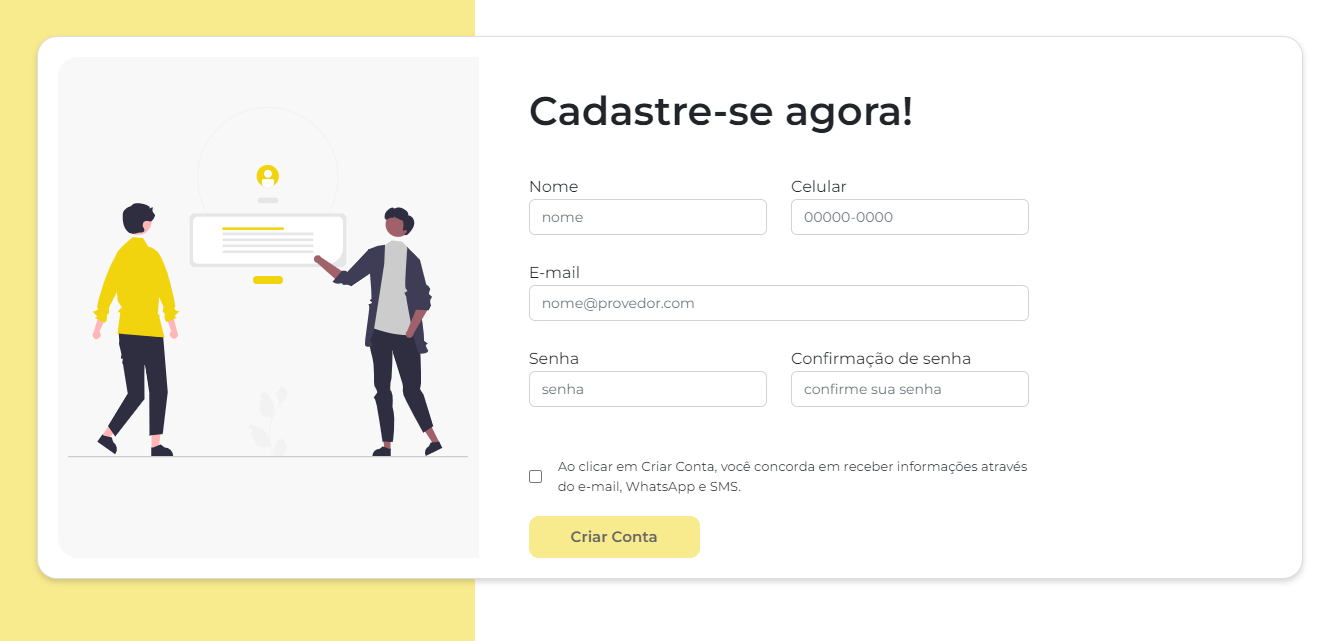 Cadastre-se agora!
Nome
Celular
nome
00000-0000
E-mail
nome@provedor.com
Senha
Confirmação de senha
senha
confirme sua senha
Ao clicar em Criar Conta, você concorda em receber informações através
do e-mail, WhatsApp e SMS.
Criar Conta